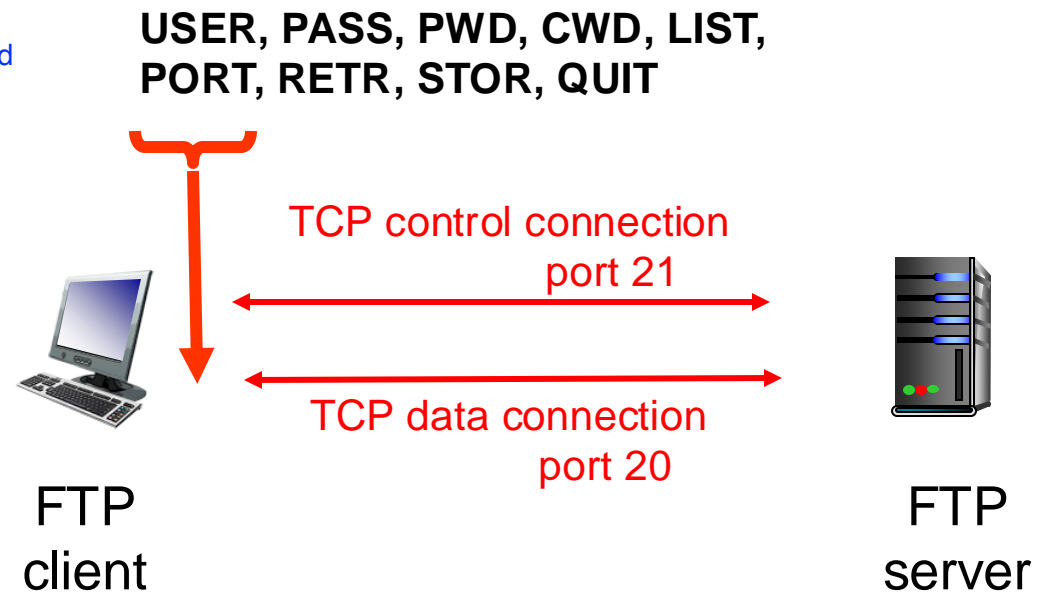 USER, PASS, PWD, CWD, LIST,
PORT, RETR, STOR, QUIT
d
TCP control connection
port 21
TCP data connection
port 20
FTP
client
FTP
server